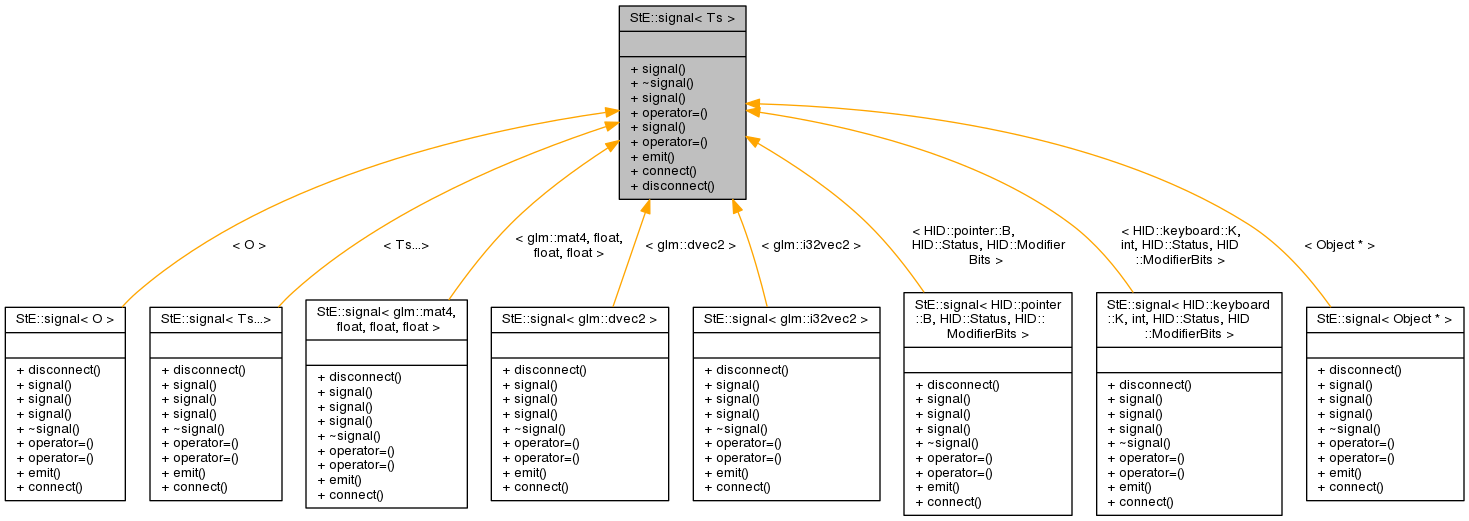 StE::signal< Ts >
+ signal()
+ ~signal()
+ signal()
+ operator=()
+ signal()
+ operator=()
+ emit()
+ connect()
+ disconnect()
< O >
< Ts...>
< glm::mat4, float,
float, float >
< glm::dvec2 >
< glm::i32vec2 >
< HID::pointer::B,
HID::Status, HID::Modifier
Bits >
< HID::keyboard::K,
int, HID::Status, HID
::ModifierBits >
< Object * >
StE::signal< O >
+ disconnect()
+ signal()
+ signal()
+ signal()
+ ~signal()
+ operator=()
+ operator=()
+ emit()
+ connect()
StE::signal< Ts...>
+ disconnect()
+ signal()
+ signal()
+ signal()
+ ~signal()
+ operator=()
+ operator=()
+ emit()
+ connect()
StE::signal< glm::mat4,
float, float, float >
+ disconnect()
+ signal()
+ signal()
+ signal()
+ ~signal()
+ operator=()
+ operator=()
+ emit()
+ connect()
StE::signal< glm::dvec2 >
+ disconnect()
+ signal()
+ signal()
+ signal()
+ ~signal()
+ operator=()
+ operator=()
+ emit()
+ connect()
StE::signal< glm::i32vec2 >
+ disconnect()
+ signal()
+ signal()
+ signal()
+ ~signal()
+ operator=()
+ operator=()
+ emit()
+ connect()
StE::signal< HID::pointer
::B, HID::Status, HID::
ModifierBits >
+ disconnect()
+ signal()
+ signal()
+ signal()
+ ~signal()
+ operator=()
+ operator=()
+ emit()
+ connect()
StE::signal< HID::keyboard
::K, int, HID::Status, HID
::ModifierBits >
+ disconnect()
+ signal()
+ signal()
+ signal()
+ ~signal()
+ operator=()
+ operator=()
+ emit()
+ connect()
StE::signal< Object * >
+ disconnect()
+ signal()
+ signal()
+ signal()
+ ~signal()
+ operator=()
+ operator=()
+ emit()
+ connect()